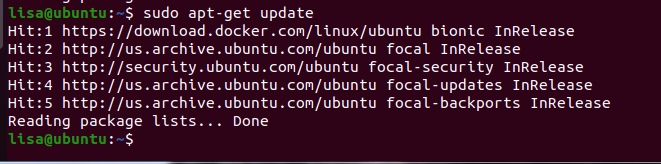 lisa@ubuntu:~$ sudo apt-get update
Hit:1 https://download.docker.com/linux/ubuntu bionic InRelease
Hit:2 http://us.archive.ubuntu.com/ubuntu focal InRelease
Hit:3 http://security.ubuntu.com/ubuntu focal-security InRelease
Hit:4 http://us.archive.ubuntu.com/ubuntu focal-updates InRelease
Hit:5 http://us.archive.ubuntu.com/ubuntu focal-backports InRelease
Reading package lists... Done
lisa@ubuntu:~$